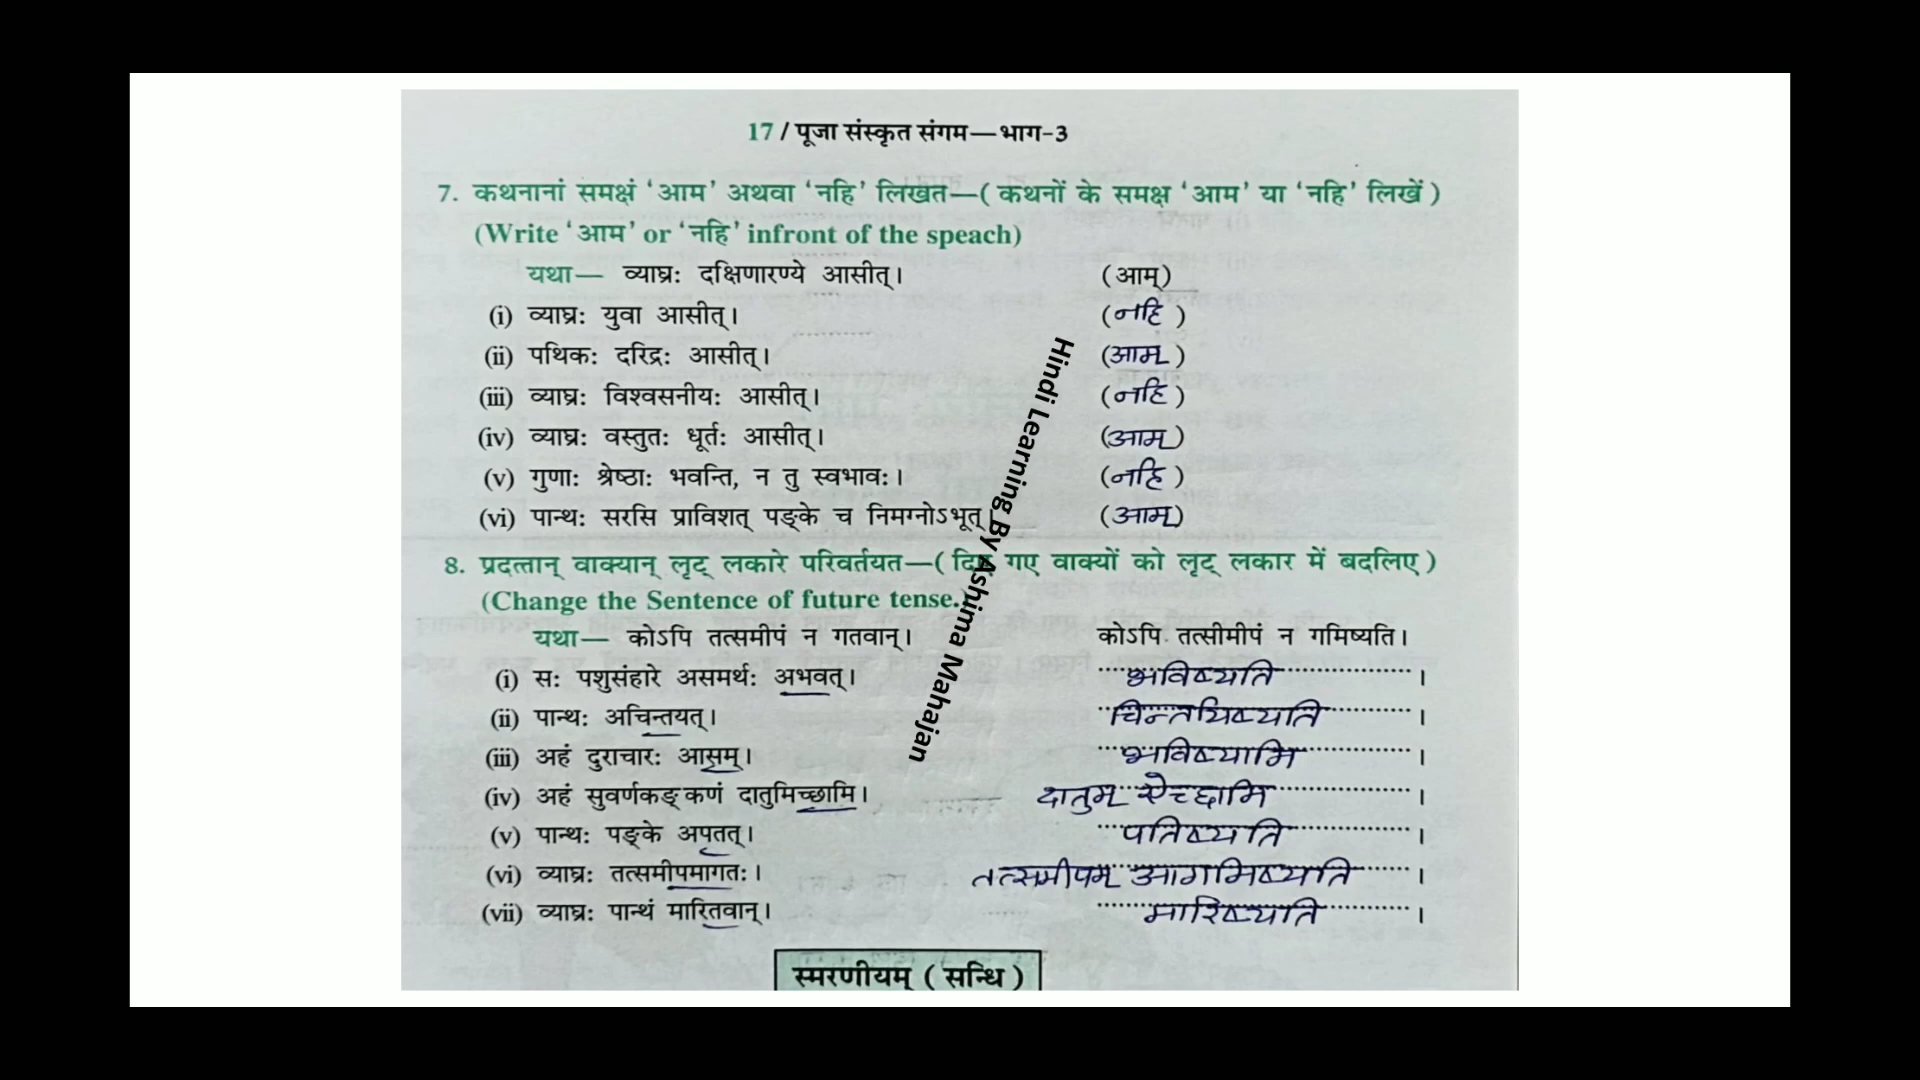 17 / पूजा संस्कृत संगम—भाग-3
7. कथनानां समक्षं ‘आम’ अथवा ‘नहि’ लिखत—( कथनों के समक्ष ‘आम’ या ‘नहि’ लिखें )
(Write ‘आम’ or ‘नहि’ infront of the speach)
यथा— व्याघ्रः दक्षिणारण्ये आसीत्। (आम्)
(i) व्याघ्रः युवा आसीत्। (नहि)
(ii) पथिकः दरिद्रः आसीत्। (आम्)
(iii) व्याघ्रः विश्वसनीयः आसीत्। (नहि)
(iv) व्याघ्रः वस्तुतः धूर्तः आसीत्। (आम्)
(v) गुणाः श्रेष्ठाः भवन्ति, न तु स्वभावः। (नहि)
(vi) पान्थः सरसि प्राविशत् पङ्के च निमग्नोऽभूत्। (आम्)
8. प्रदत्तान् वाक्यान् लृट् लकारे परिवर्तयत—( दिए गए वाक्यों को लृट् लकार में बदलिए )
(Change the Sentence of future tense.)
यथा— कोऽपि तत्समीपं न गतवान्। कोऽपि तत्सीमीपं न गमिष्यति।
(i) सः पशुसंहारे असमर्थः अभवत्। भविष्यति ।
(ii) पान्थः अचिन्तयत्। चिन्तयिष्यति ।
(iii) अहं दुराचारः आसम्। भविष्यामि ।
(iv) अहं सुवर्णकङ्कणं दातुमिच्छामि। दातुम् ऐच्छामि ।
(v) पान्थः पङ्के अपतत्। पतिष्यति ।
(vi) व्याघ्रः तत्समीपमागतः। तत्समीपम् आगमिष्यति ।
(vii) व्याघ्रः पान्थं मारितवान्। मारिष्यति ।
स्मरणीयम् ( सन्धि )
Hindi Learning By Ashima Mahajan